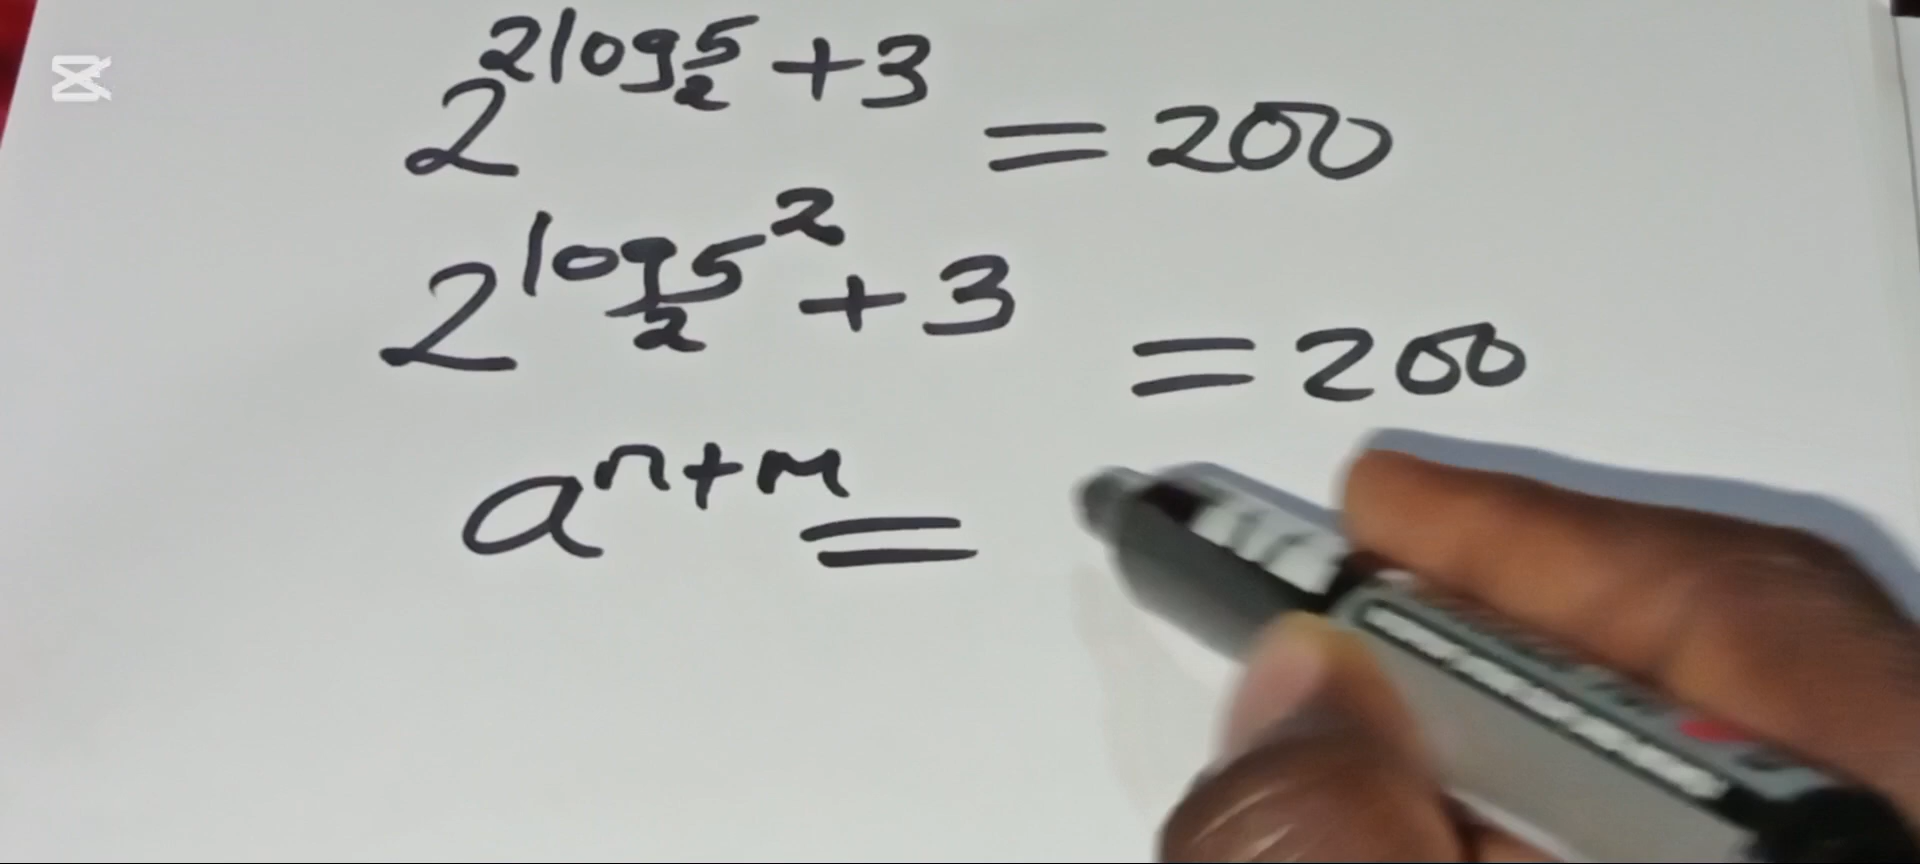 2^{2log_2 5 + 3} = 200
2^{log_2 5^2 + 3} = 200
a^{n+m} =